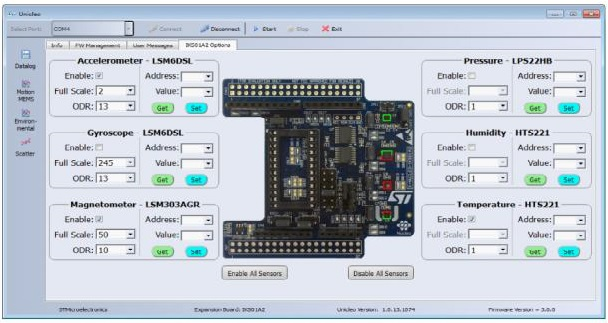 Unicleo
Select Port: COM4 Connect Disconnect Start Stop Exit
Info FW Management User Messages IKS01A2 Options
Datalog
Motion
MEMS
Environ-
mental
Scatter
Accelerometer - LSM6DSL
Enable: Address:
Full Scale: 2 Value:
ODR: 13 Get Set
Gyroscope LSM6DSL
Enable: Address:
Full Scale: 245 Value:
ODR: 13 Get Set
Magnetometer - LSM303AGR
Enable: Address:
Full Scale: 50 Value:
ODR: 10 Get Set
Pressure - LPS22HB
Enable: Address:
Full Scale: Value:
ODR: 1 Get Set
Humidity - HTS221
Enable: Address:
Full Scale: Value:
ODR: 1 Get Set
Temperature - HTS221
Enable: Address:
Full Scale: Value:
ODR: 1 Get Set
Enable All Sensors Disable All Sensors
STMicroelectronics Expansion Board: IKS01A2 Unicleo Version: 1.0.13.1074 Firmware Version = 3.0.0